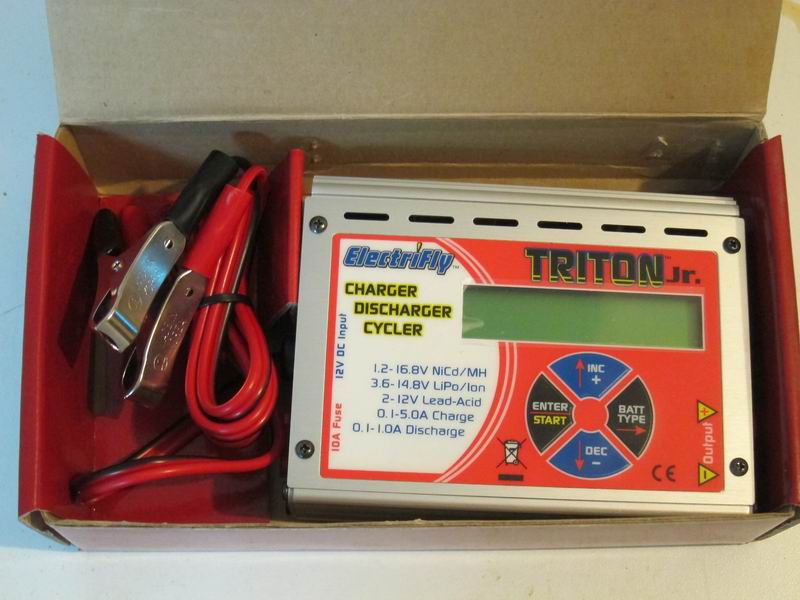 ElectriFly™
TRITON™ Jr.
CHARGER
DISCHARGER
CYCLER
12V DC Input
10A Fuse
1.2-16.8V NiCd/MH
3.6-14.8V LiPo/Ion
2-12V Lead-Acid
0.1-5.0A Charge
0.1-1.0A Discharge
INC
+
ENTER
START
BATT
TYPE
DEC
-
CE
+
Output
-